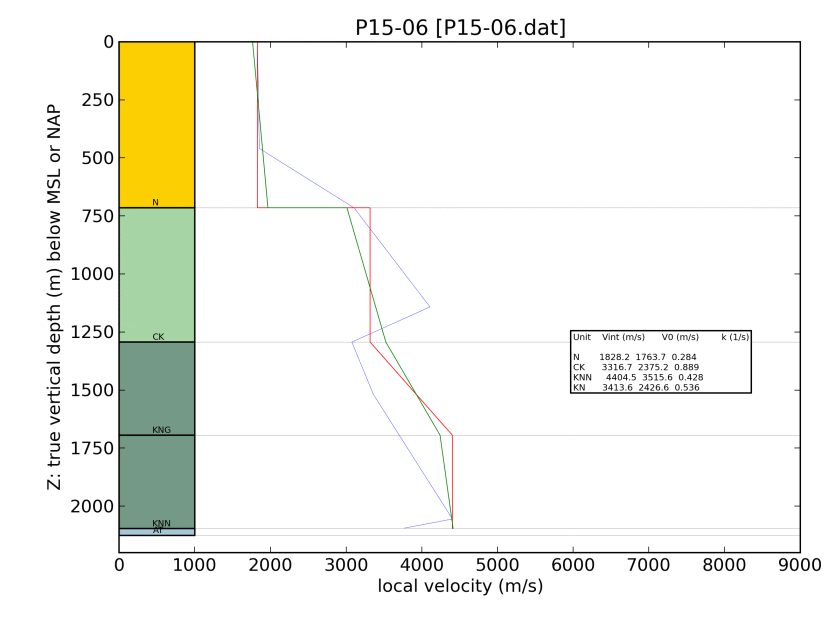 P15-06 [P15-06.dat]
Z: true vertical depth (m) below MSL or NAP
0
250
500
750
1000
1250
1500
1750
2000
N
CK
KNG
KNN
AT
Unit Vint (m/s) V0 (m/s) k (1/s)
N 1828.2 1763.7 0.284
CK 3316.7 2375.2 0.889
KNN 4404.5 3515.6 0.428
KN 3413.6 2426.6 0.536
0 1000 2000 3000 4000 5000 6000 7000 8000 9000
local velocity (m/s)